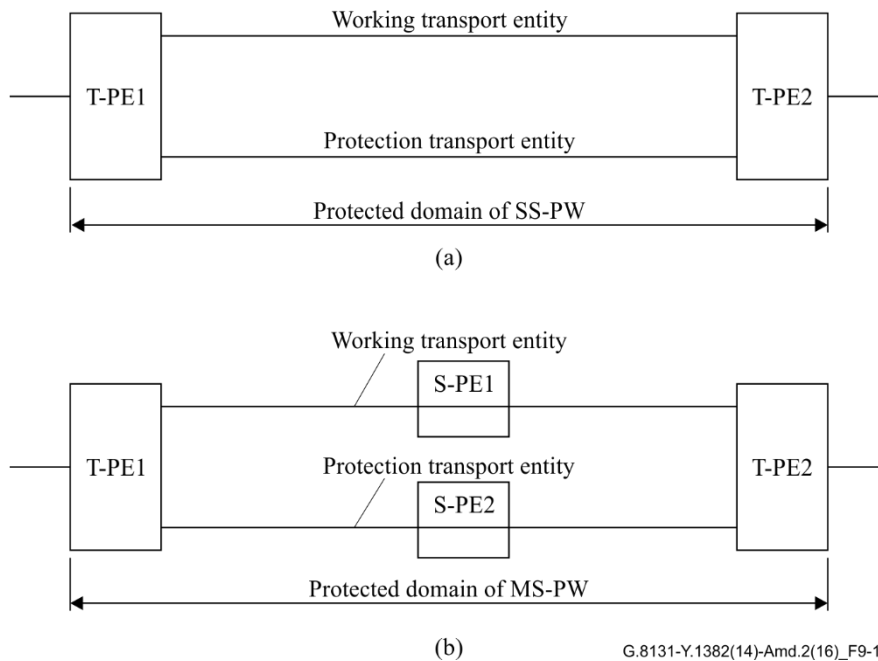 Working transport entity
T-PE1
T-PE2
Protection transport entity
Protected domain of SS-PW
(a)
Working transport entity
S-PE1
T-PE1
T-PE2
Protection transport entity
S-PE2
Protected domain of MS-PW
(b)
G.8131-Y.1382(14)-Amd.2(16)_F9-1